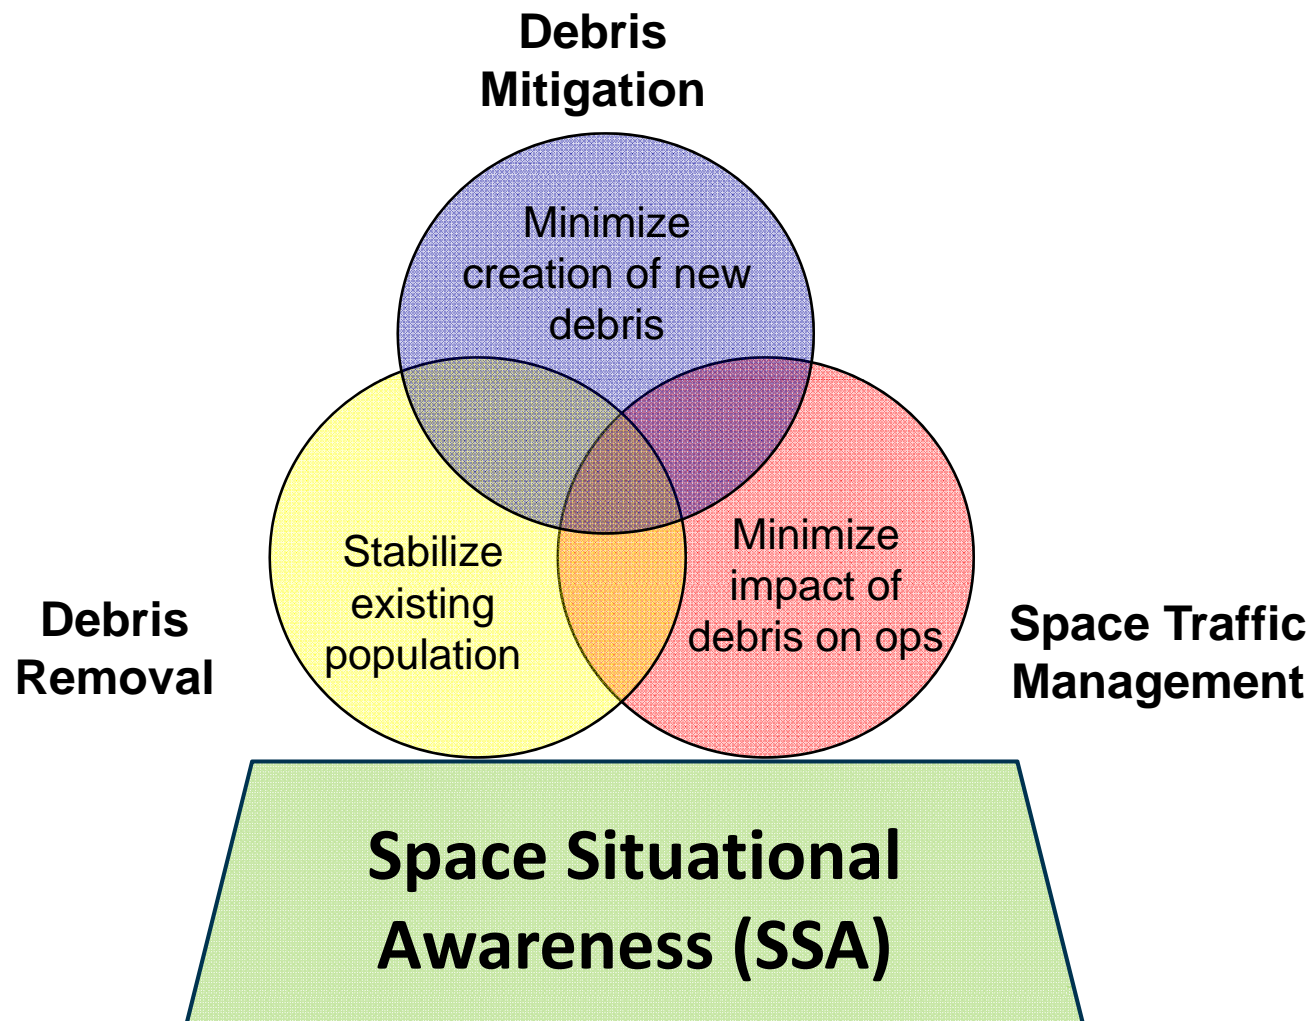 Debris
Mitigation
Minimize
creation of new
debris
Stabilize
existing
population
Minimize
impact of
debris on ops
Debris
Removal
Space Traffic
Management
Space Situational
Awareness (SSA)